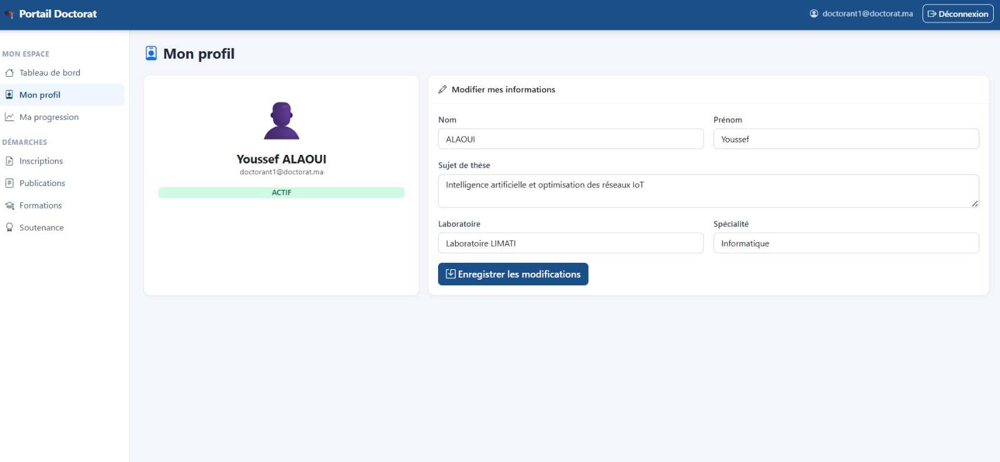 Portail Doctorat
doctorant1@doctorat.ma
Déconnexion
MON ESPACE
Tableau de bord
Mon profil
Ma progression
DÉMARCHES
Inscriptions
Publications
Formations
Soutenance
Mon profil
Youssef ALAOUI
doctorant1@doctorat.ma
ACTIF
Modifier mes informations
Nom
ALAOUI
Prénom
Youssef
Sujet de thèse
Intelligence artificielle et optimisation des réseaux IoT
Laboratoire
Laboratoire LIMATI
Spécialité
Informatique
Enregistrer les modifications